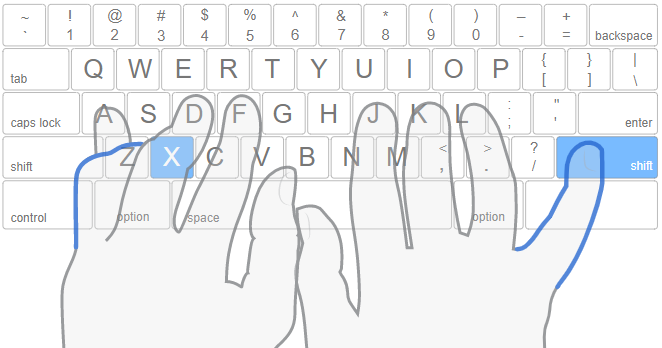 ~ ! @ # $ % ^ & * ( ) – +
` 1 2 3 4 5 6 7 8 9 0 - = backspace
tab Q W E R T Y U I O P { [ } ] | \
caps lock A S D F G H J K L : ; " ' enter
shift Z X C V B N M < , > . ? / shift
control option space option